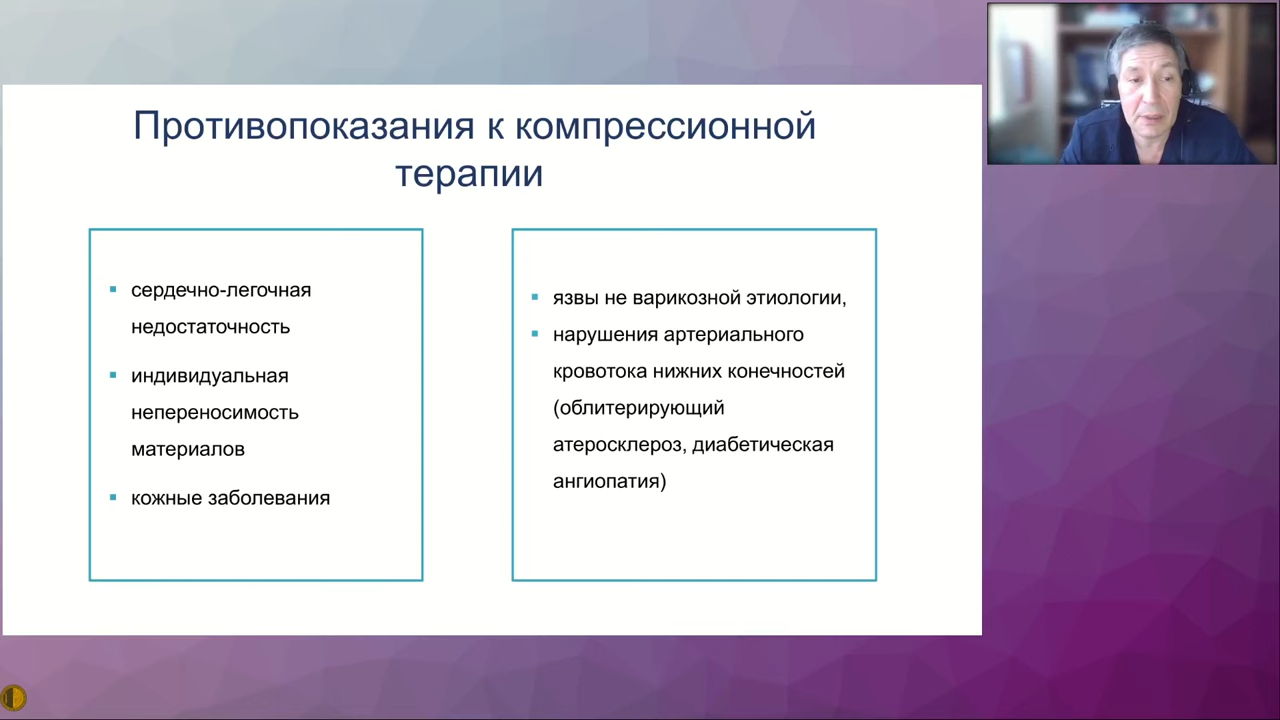 Противопоказания к компрессионной
терапии
сердечно-легочная
недостаточность
индивидуальная
непереносимость
материалов
кожные заболевания
язвы не варикозной этиологии,
нарушения артериального
кровотока нижних конечностей
(облитерирующий
атеросклероз, диабетическая
ангиопатия)